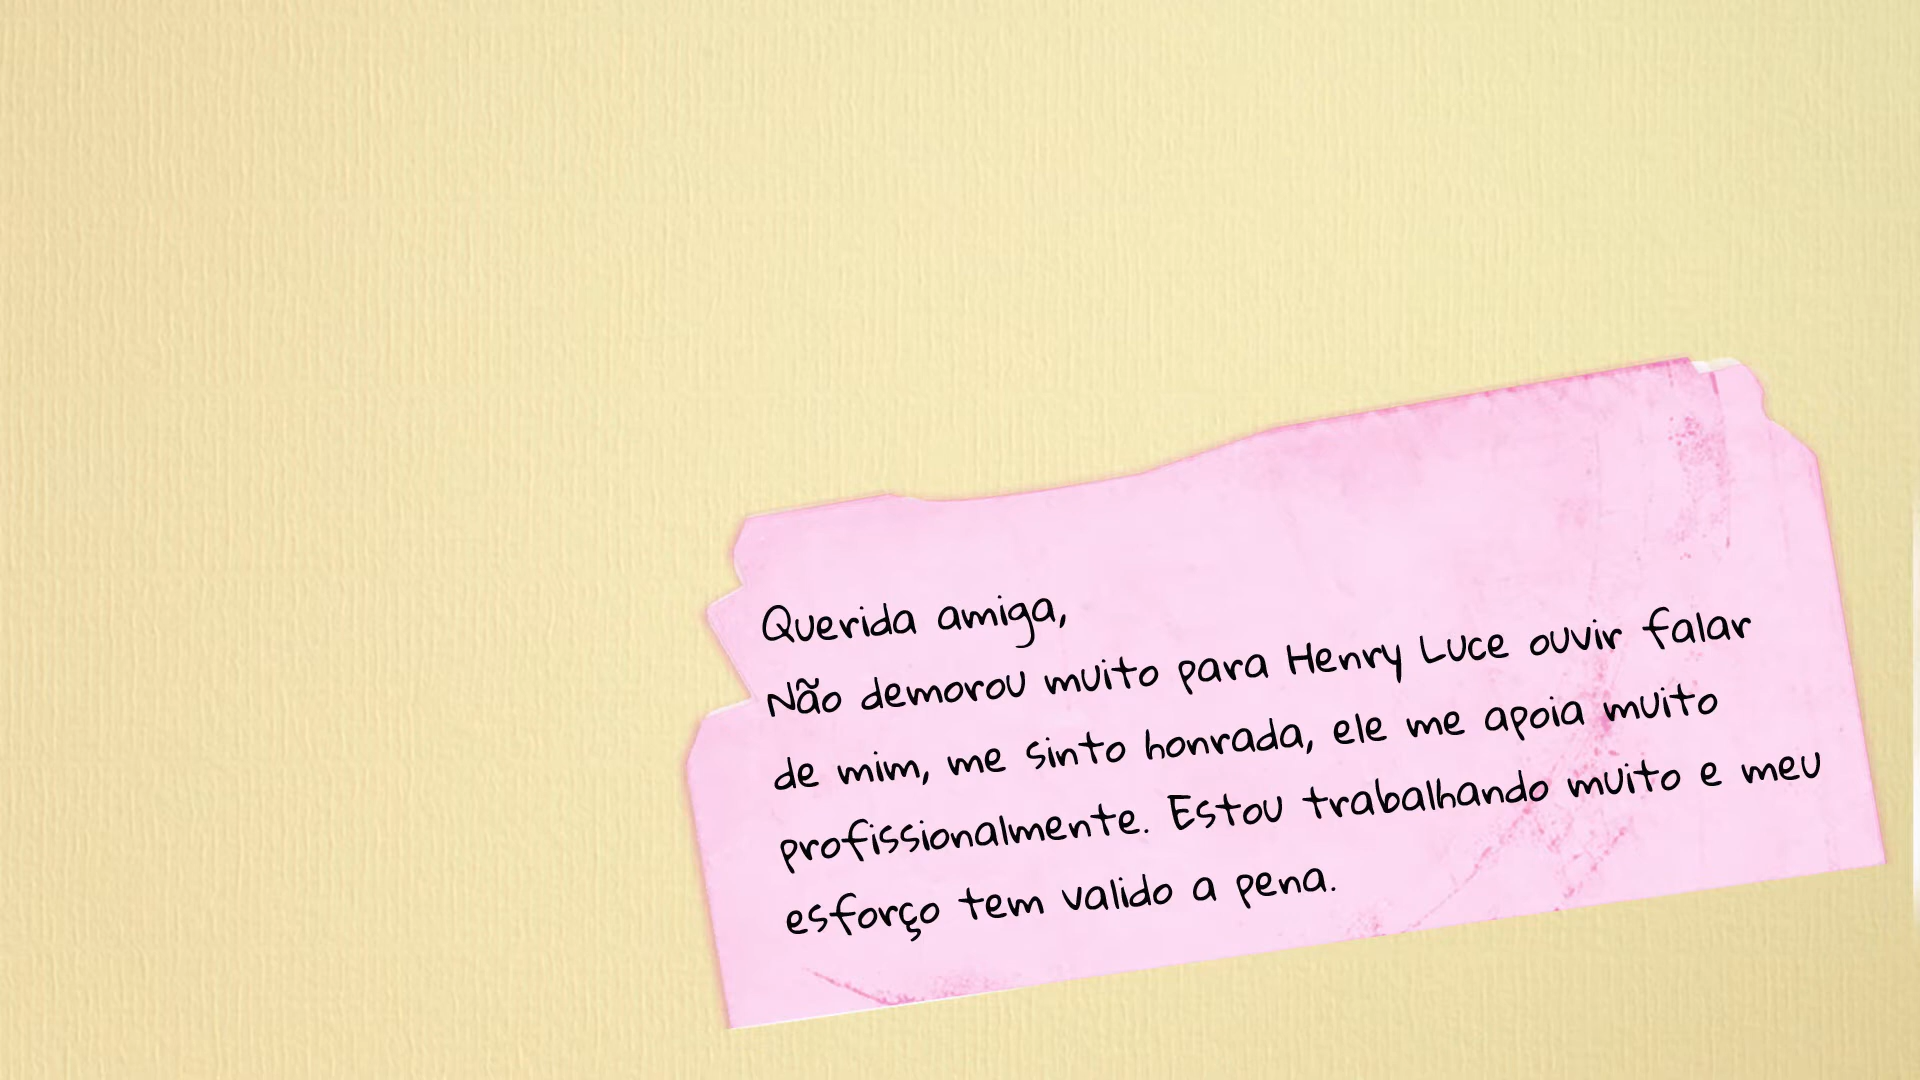 Querida amiga,
Não demorou muito para Henry Luce ouvir falar
de mim, me sinto honrada, ele me apoia muito
profissionalmente. Estou trabalhando muito e meu
esforço tem valido a pena.